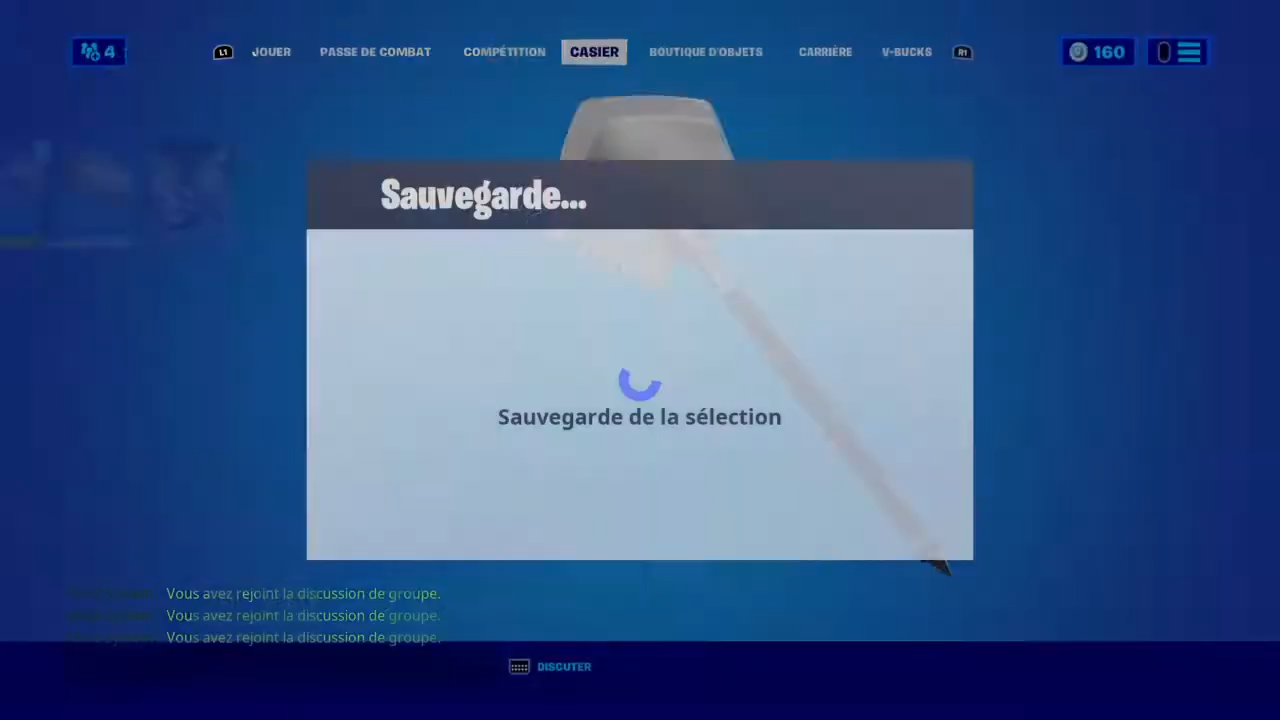 4
L1 JOUER PASSE DE COMBAT COMPÉTITION CASIER BOUTIQUE D'OBJETS CARRIÈRE V-BUCKS R1
160
Sauvegarde...
Sauvegarde de la sélection
Vous avez rejoint la discussion de groupe.
Vous avez rejoint la discussion de groupe.
Vous avez rejoint la discussion de groupe.
DISCUTER